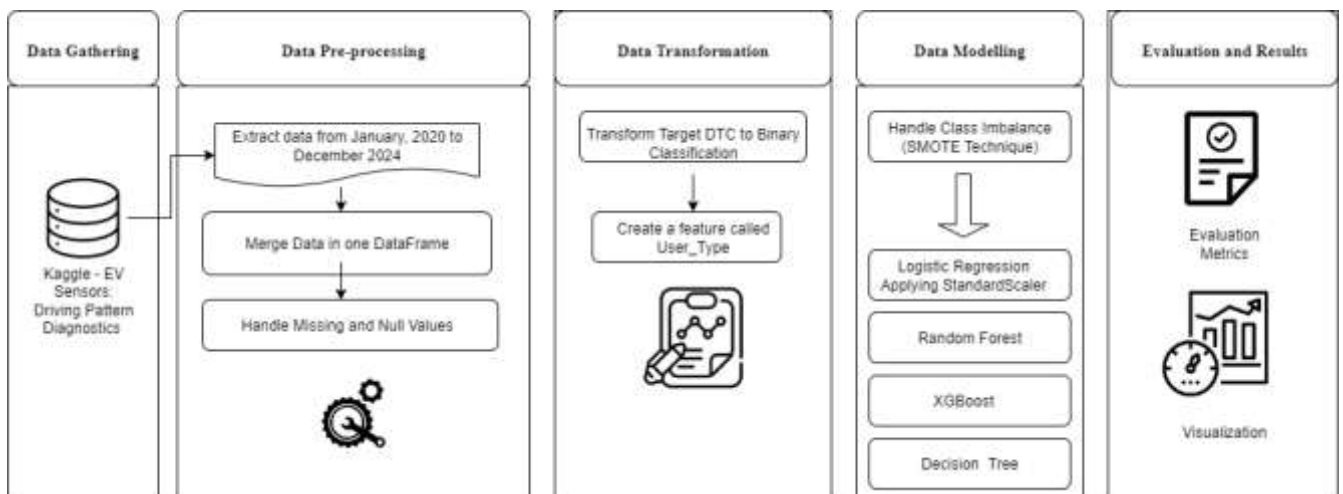 Data Gathering
Data Pre-processing
Data Transformation
Data Modelling
Evaluation and Results
Kaggle - EV
Sensors:
Driving Pattern
Diagnostics
Extract data from January, 2020 to
December 2024
Merge Data in one DataFrame
Handle Missing and Null Values
Transform Target DTC to Binary
Classification
Create a feature called
User_Type
Handle Class Imbalance
(SMOTE Technique)
Logistic Regression
Applying StandardScaler
Random Forest
XGBoost
Decision Tree
Evaluation
Metrics
Visualization